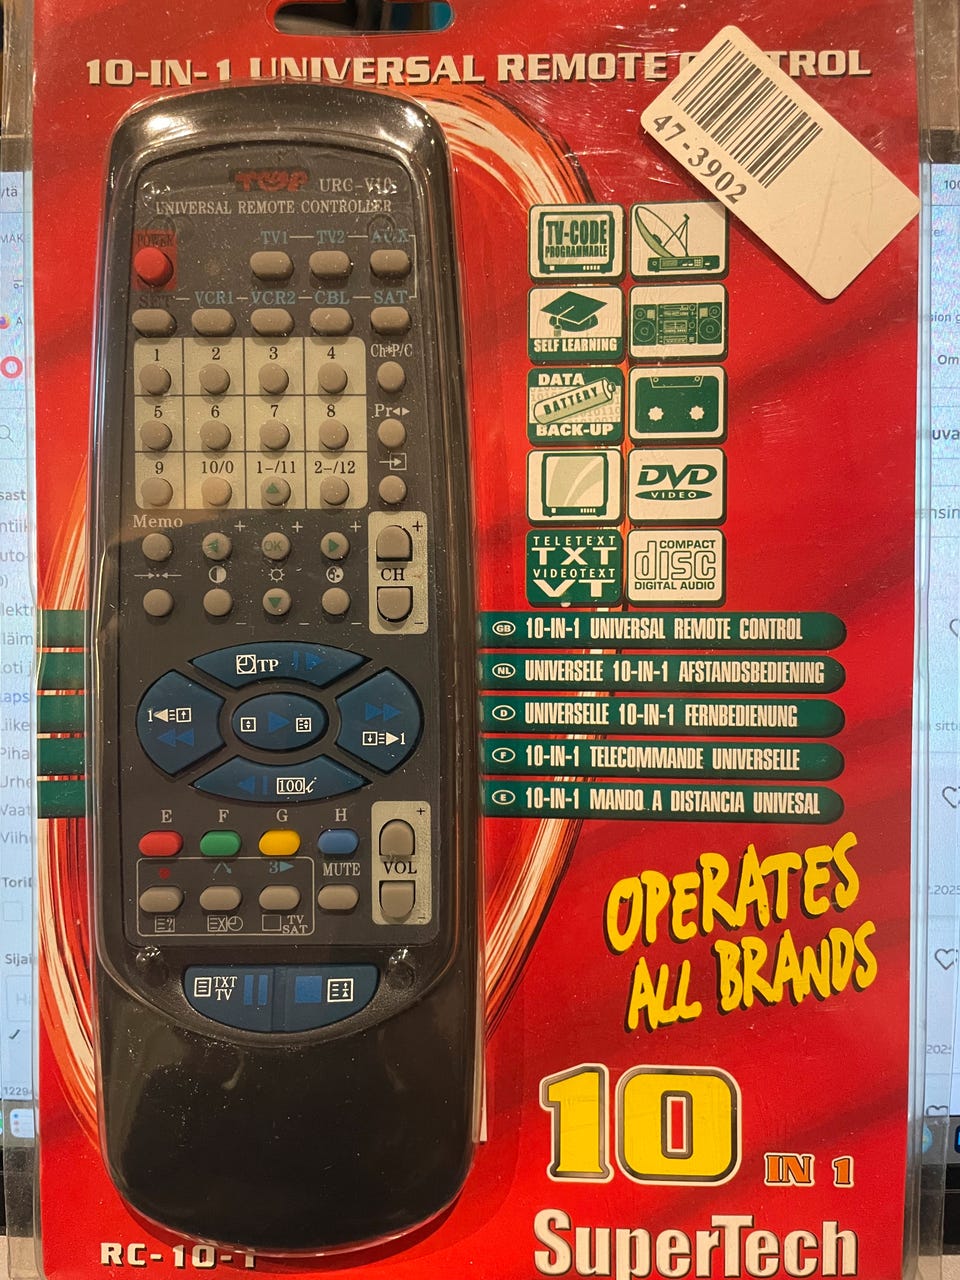 10-IN-1 UNIVERSAL REMOTE CONTROL
47-3902
TOP URC-V10
UNIVERSAL REMOTE CONTROLLER
POWER TV1 TV2 AUX
SET VCR1 VCR2 CBL SAT
1 2 3 4 Ch*P/C
5 6 7 8 Pr
9 10/0 1-/11 2-/12
Memo + + +
OK
+
CH
-
- - -
TP
1
1
100i
E F G H
3
MUTE
+
VOL
-
TV
SAT
TXT
TV
TV-CODE
PROGRAMMABLE
SELF LEARNING
DATA
BATTERY
BACK-UP
DVD
VIDEO
TELETEXT
TXT
VIDEOTEXT
VT
COMPACT
disc
DIGITAL AUDIO
GB 10-IN-1 UNIVERSAL REMOTE CONTROL
NL UNIVERSELE 10-IN-1 AFSTANDSBEDIENING
D UNIVERSELLE 10-IN-1 FERNBEDIENUNG
F 10-IN-1 TELECOMMANDE UNIVERSELLE
E 10-IN-1 MANDO A DISTANCIA UNIVESAL
OPERATES
ALL BRANDS
10
IN 1
SuperTech
RC-10-1